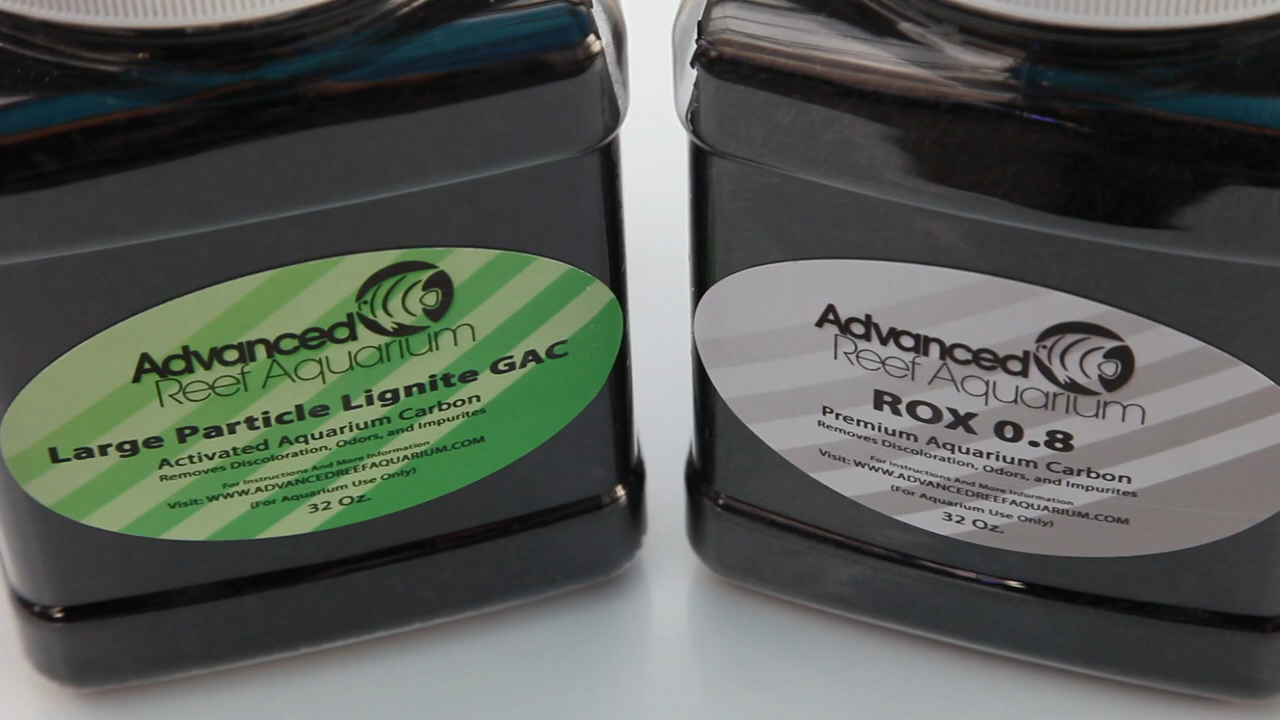 Advanced
Reef Aquarium
Large Particle Lignite GAC
Activated Aquarium Carbon
Removes Discoloration, Odors, and Impurites
For Instructions And More Information
Visit: WWW.ADVANCEDREEFAQUARIUM.COM
(For Aquarium Use Only)
32 Oz.
Advanced
Reef Aquarium
ROX 0.8
Premium Aquarium Carbon
Removes Discoloration, Odors, and Impurites
For Instructions And More Information
Visit: WWW.ADVANCEDREEFAQUARIUM.COM
(For Aquarium Use Only)
32 Oz.